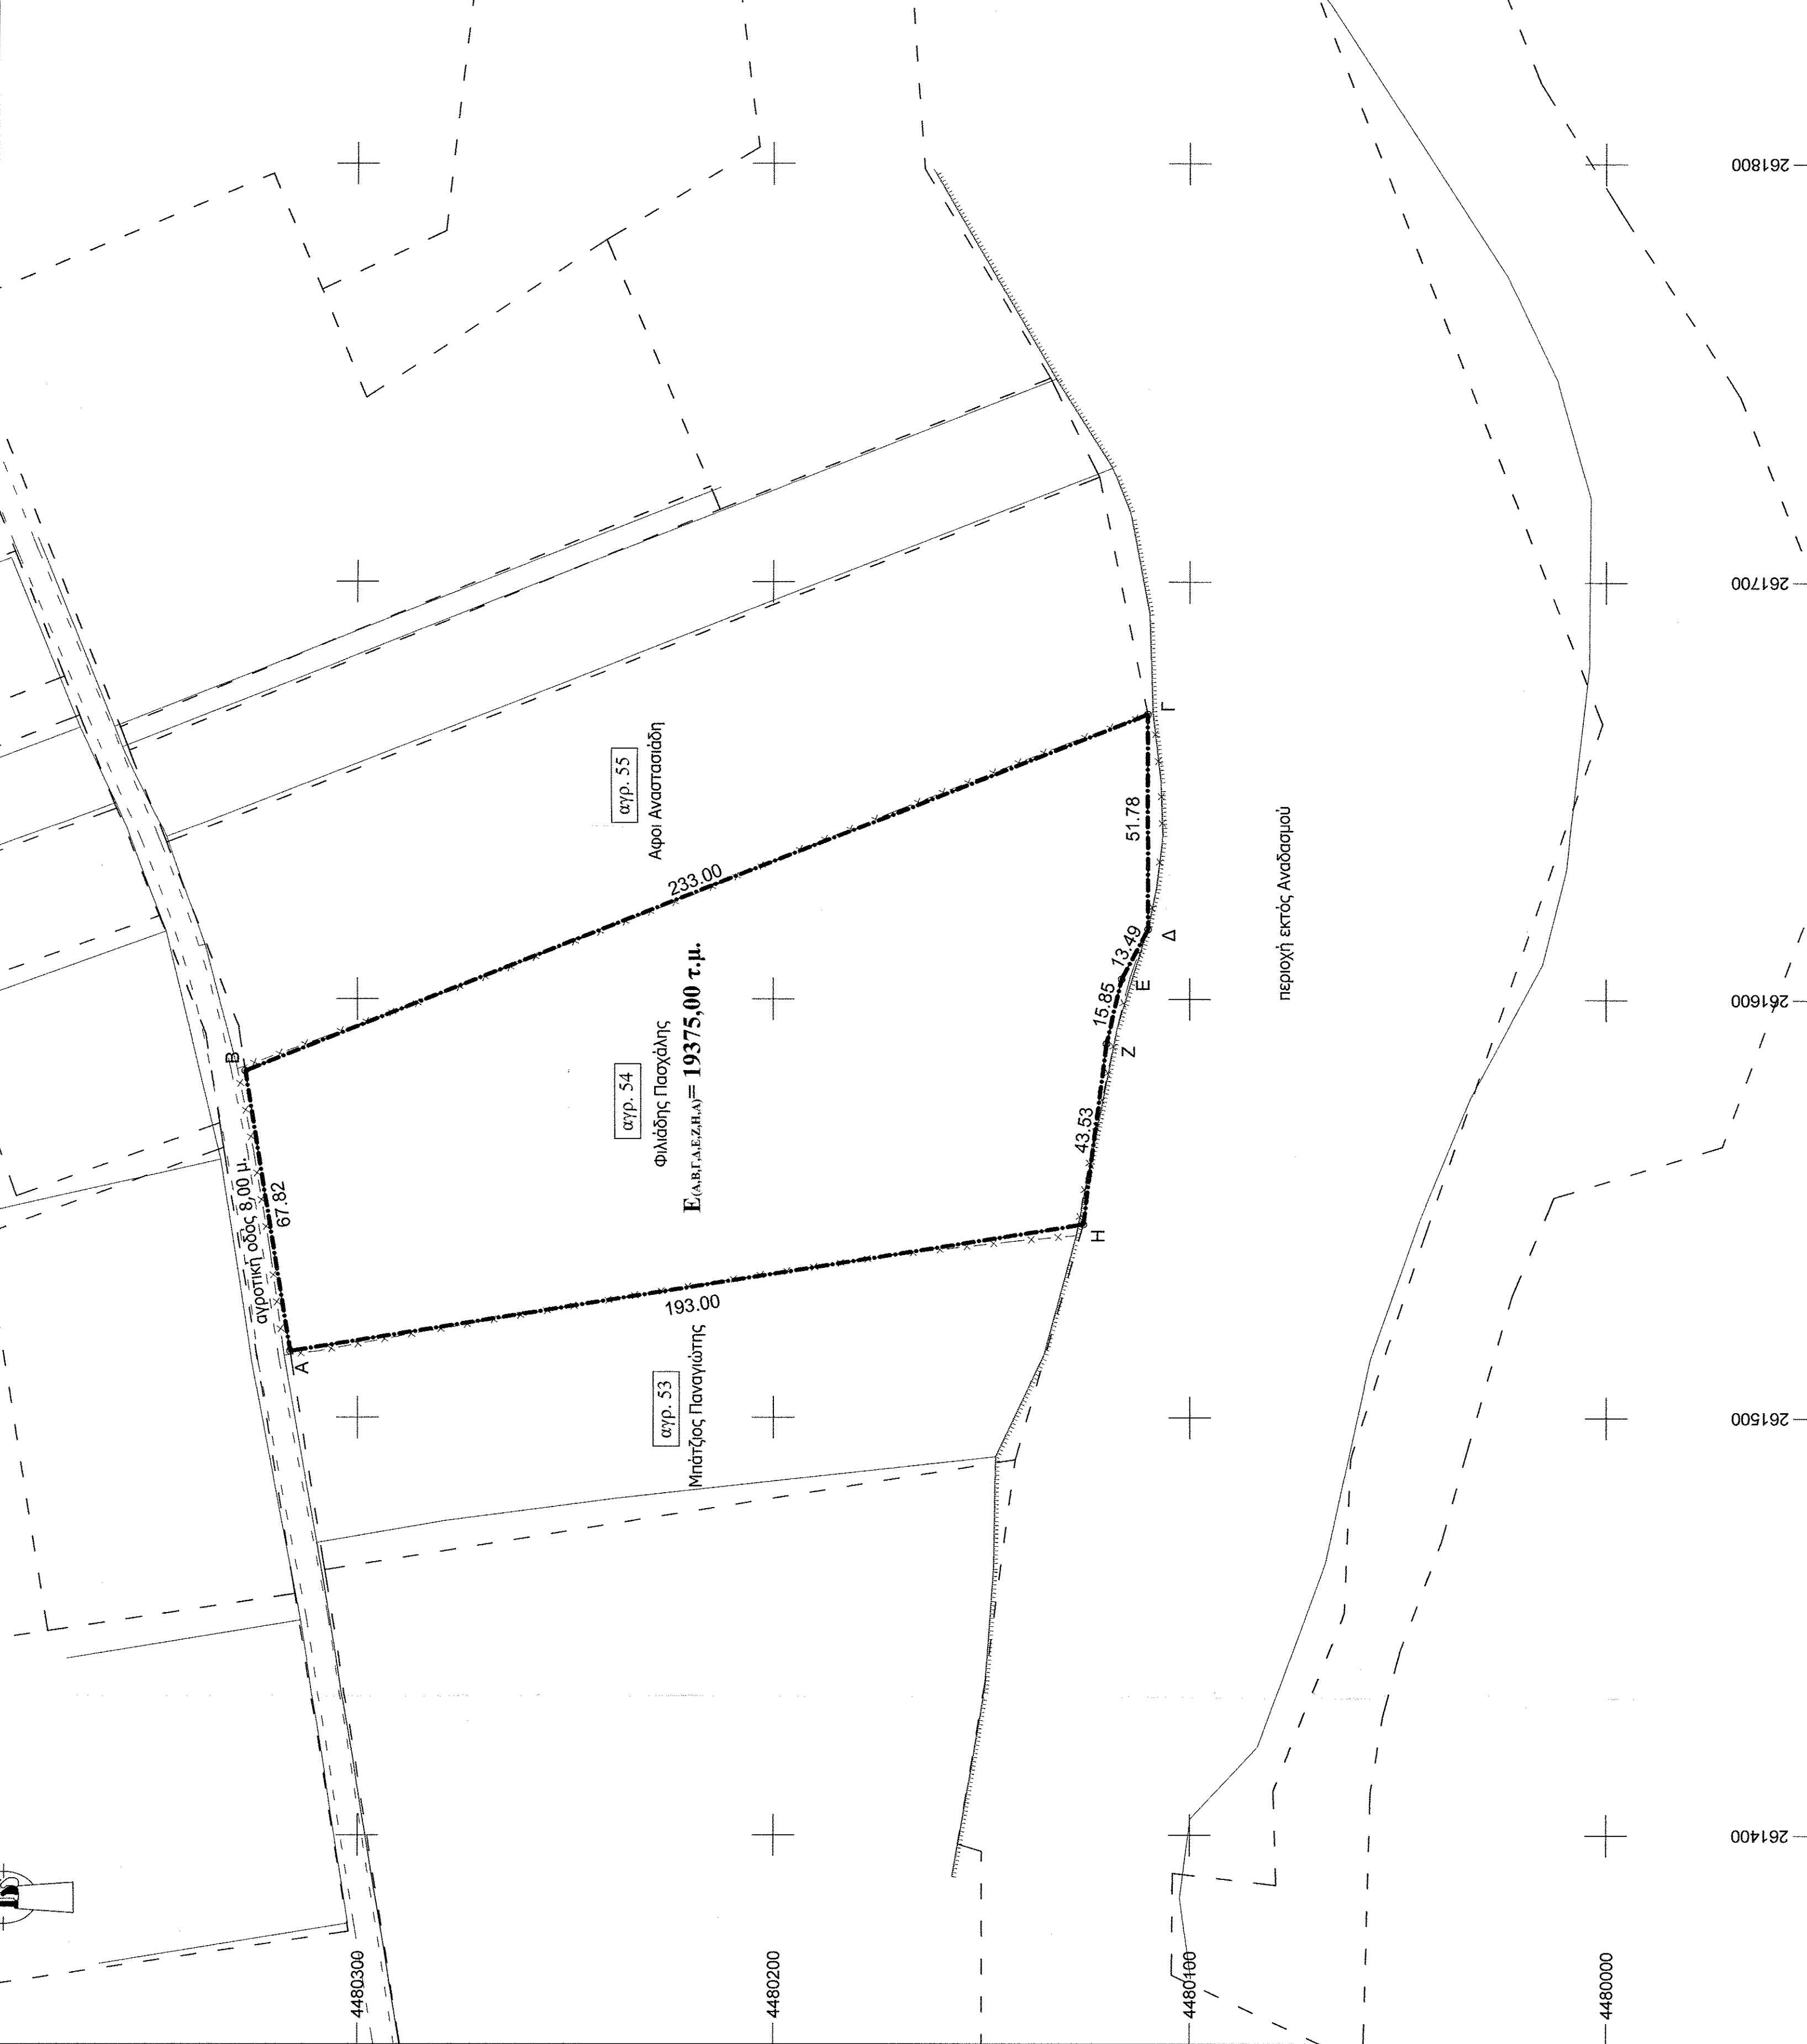 αγροτική οδός 8,00 μ.
Α
Β
Γ
Δ
Ε
Ζ
Η
67.82
233.00
51.78
13.49
15.85
43.53
193.00
αγρ. 53
Μπάτζιος Παναγιώτης
αγρ. 54
Φιλιάδης Πασχάλης
Ε(Α,Β,Γ,Δ,Ε,Ζ,Η,Α)= 19375,00 τ.μ.
αγρ. 55
Αφοι Αναστασιάδη
περιοχή εκτός Αναδασμού
4480300
4480200
4480100
4480000
261400
261500
261600
261700
261800